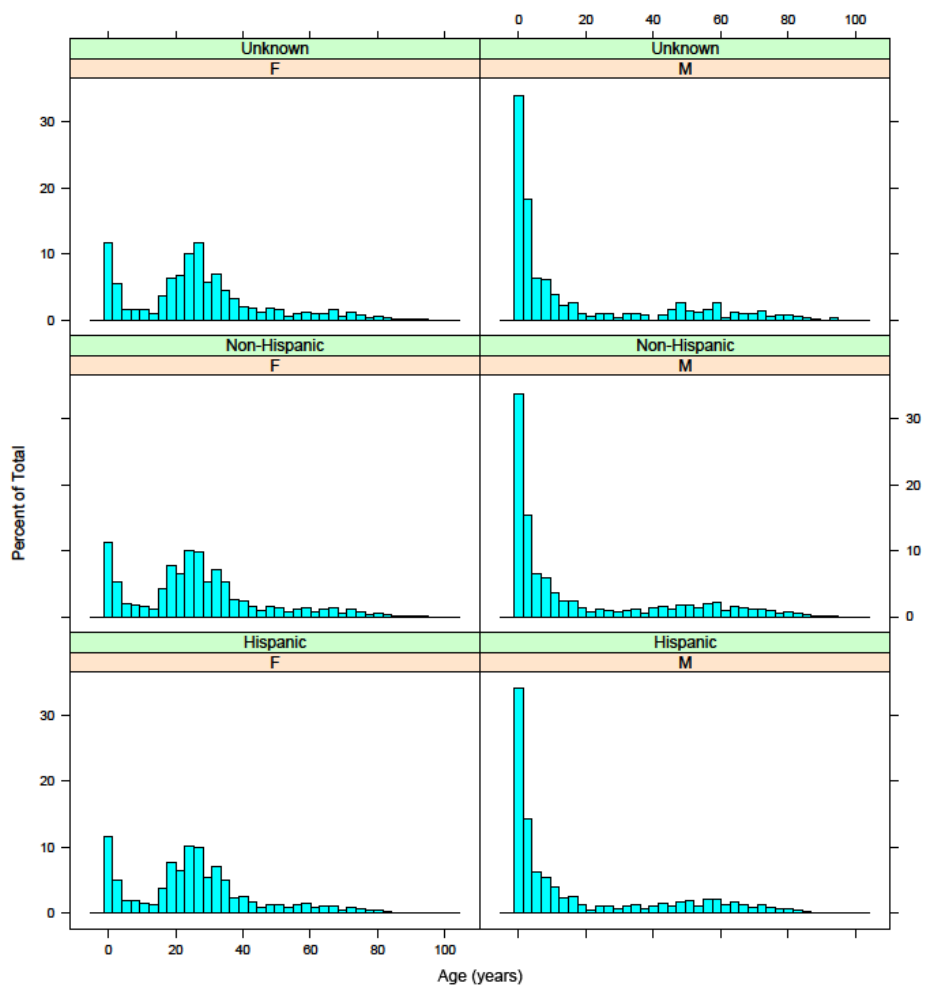 0 20 40 60 80 100
Unknown Unknown
F M
30
20
10
0
Non-Hispanic Non-Hispanic
F M
30
20
10
0
Percent of Total
Hispanic Hispanic
F M
30
20
10
0
0 20 40 60 80 100
Age (years)